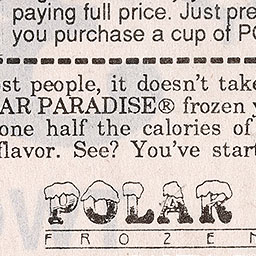 paying full price. Just pre
you purchase a cup of PO
st people, it doesn't take
AR PARADISE® frozen y
one half the calories of
flavor. See? You've start
POLAR
FROZEN